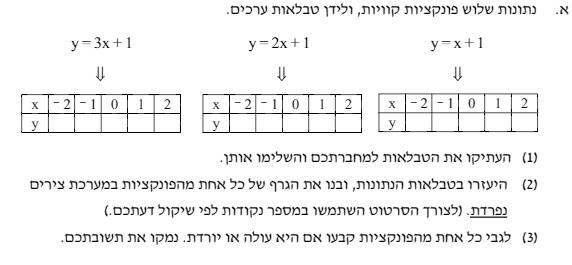 א. נתונות שלוש פונקציות קוויות, ולידן טבלאות ערכים.
y = 3x + 1   y = 2x + 1   y = x + 1
⇓   ⇓   ⇓
x | −2 | −1 | 0 | 1 | 2   x | −2 | −1 | 0 | 1 | 2   x | −2 | −1 | 0 | 1 | 2
y   y   y
(1) העתיקו את הטבלאות למחברתכם והשלימו אותן.
(2) היעזרו בטבלאות הנתונות, ובנו את הגרף של כל אחת מהפונקציות במערכת צירים
נפרדת. (לצורך הסרטוט השתמשו במספר נקודות לפי שיקול דעתכם.)
(3) לגבי כל אחת מהפונקציות קבעו אם היא עולה או יורדת. נמקו את תשובתכם.